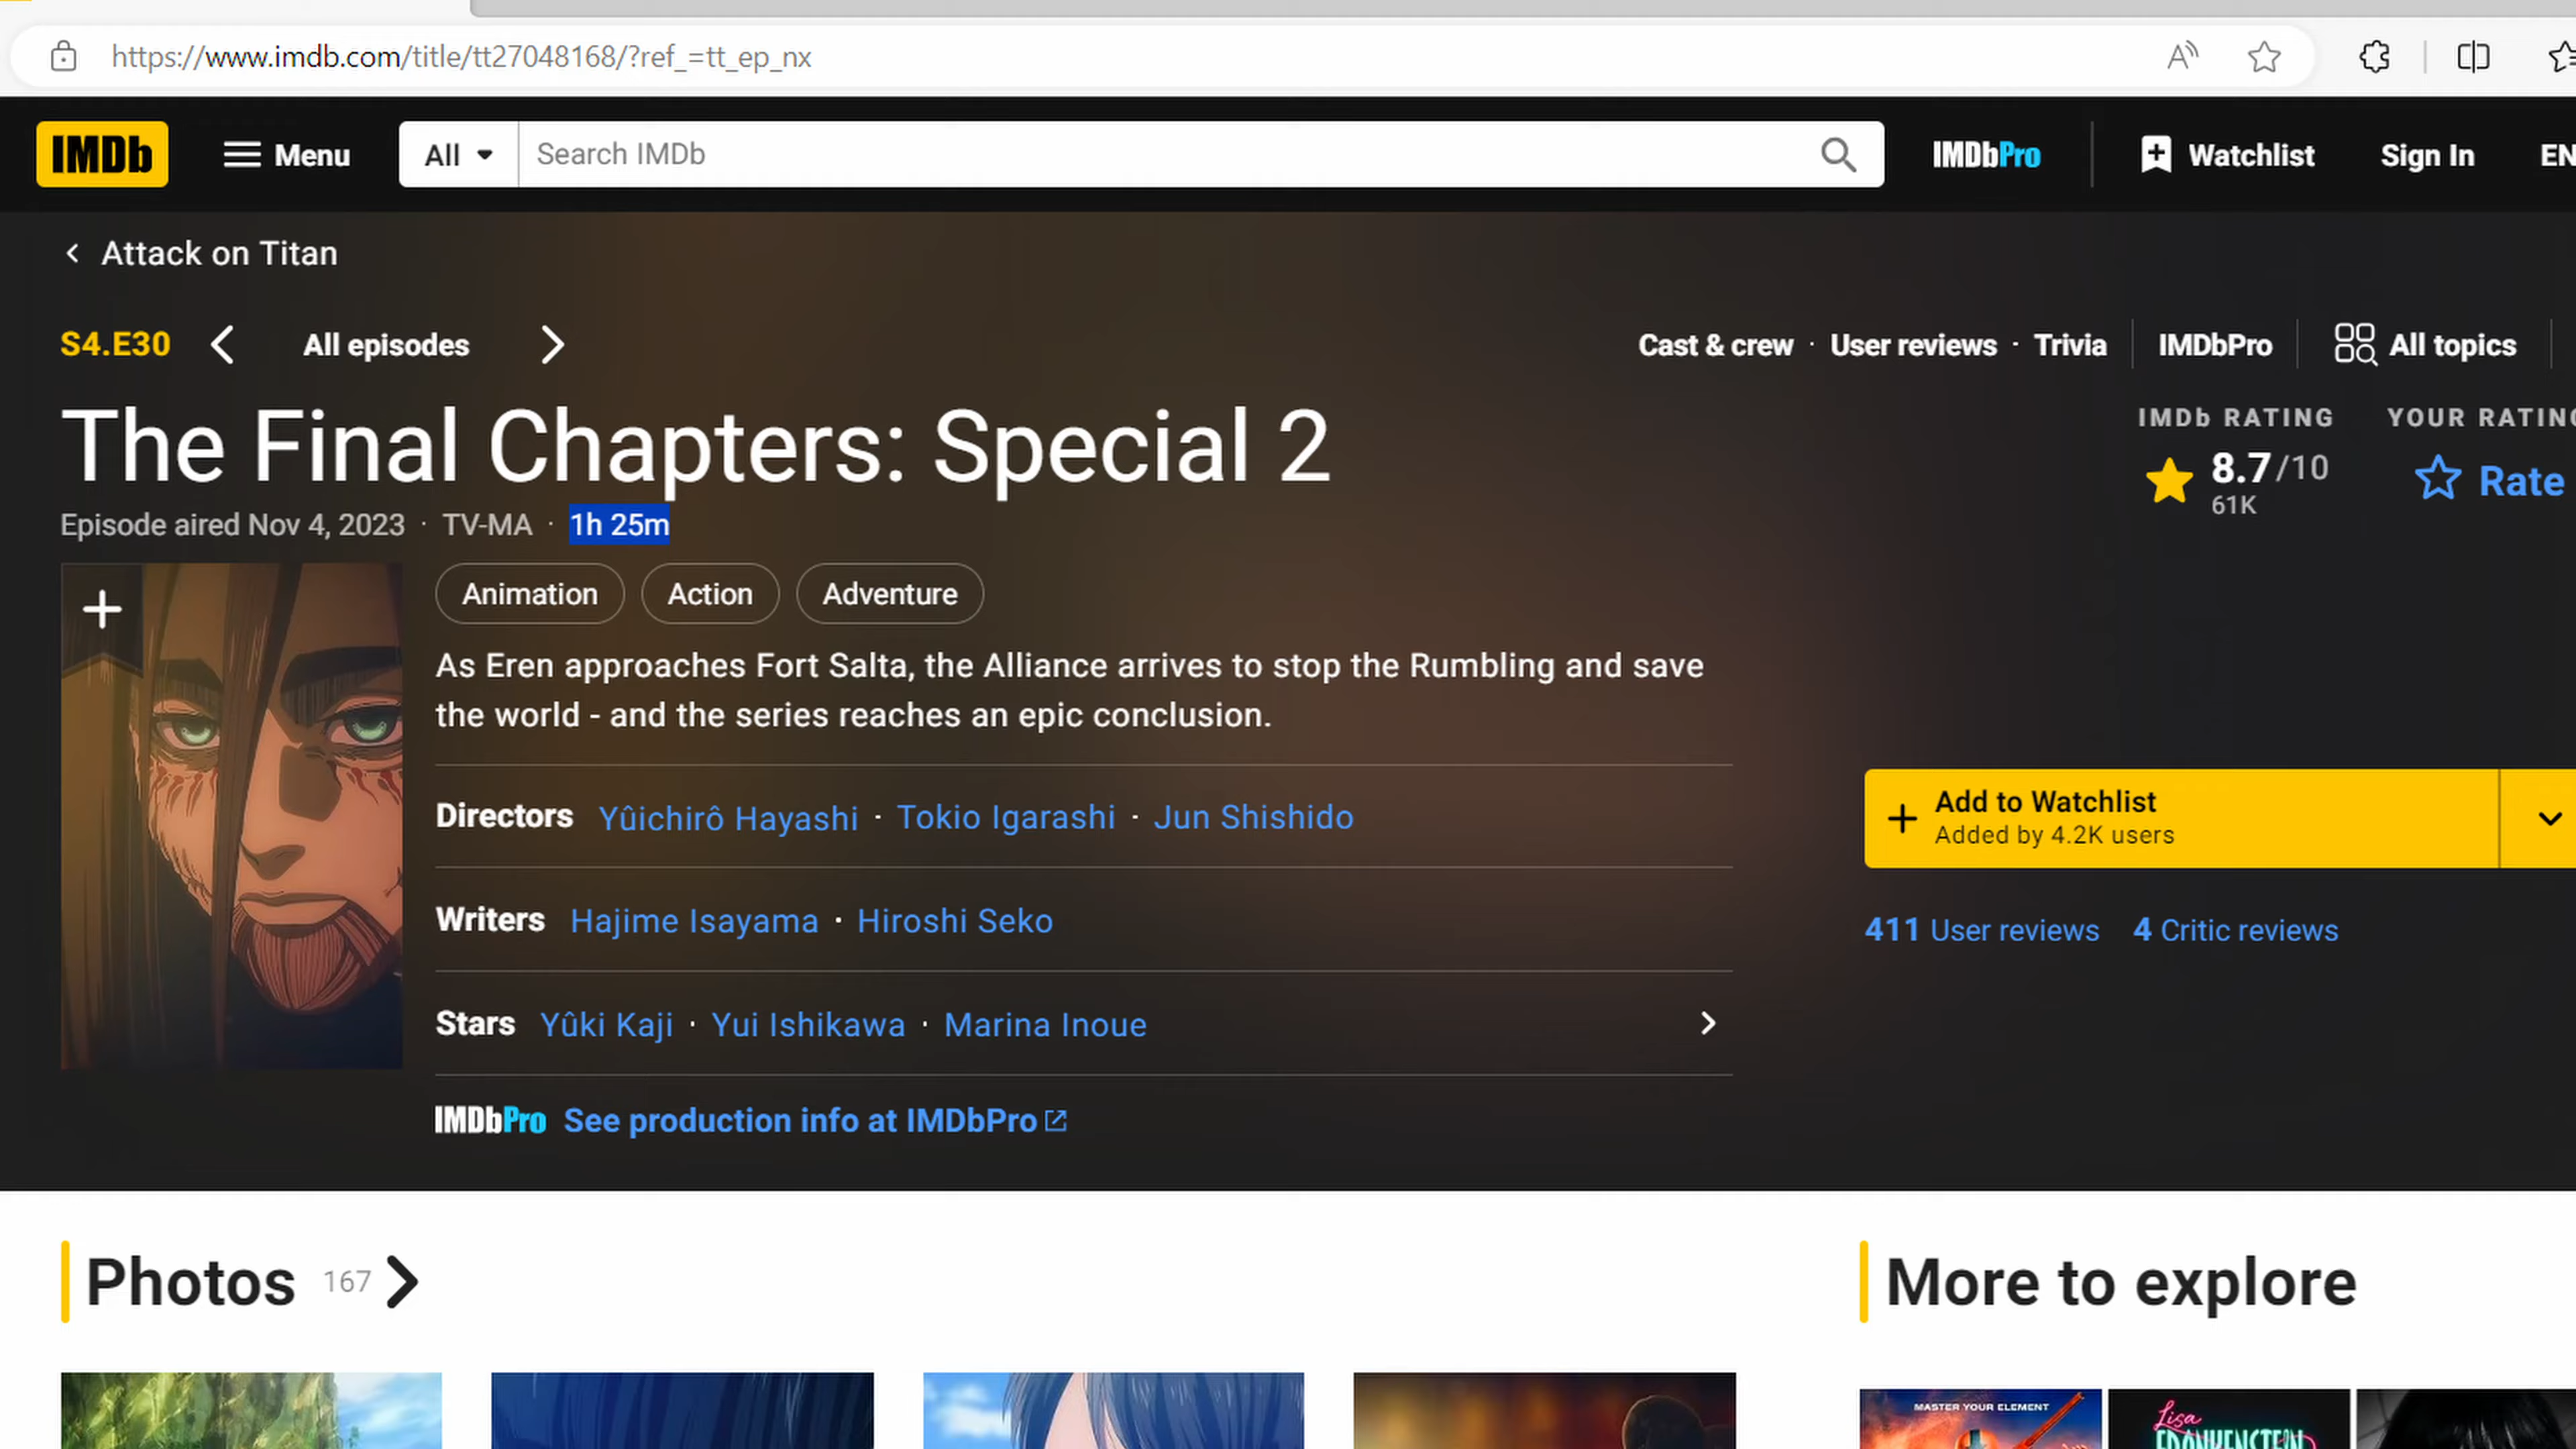 https://www.imdb.com/title/tt27048168/?ref_=tt_ep_nx
IMDb
Menu
All
Search IMDb
IMDbPro
Watchlist
Sign In
EN
Attack on Titan
S4.E30
All episodes
Cast & crew · User reviews · Trivia
IMDbPro
All topics
The Final Chapters: Special 2
Episode aired Nov 4, 2023 · TV-MA · 1h 25m
IMDb RATING
8.7/10
61K
YOUR RATING
Rate
Animation
Action
Adventure
As Eren approaches Fort Salta, the Alliance arrives to stop the Rumbling and save
the world - and the series reaches an epic conclusion.
Directors Yûichirô Hayashi · Tokio Igarashi · Jun Shishido
Writers Hajime Isayama · Hiroshi Seko
Stars Yûki Kaji · Yui Ishikawa · Marina Inoue
IMDbPro See production info at IMDbPro
Add to Watchlist
Added by 4.2K users
411 User reviews 4 Critic reviews
Photos 167
More to explore
MASTER YOUR ELEMENT
Lisa
FRANKENSTEIN